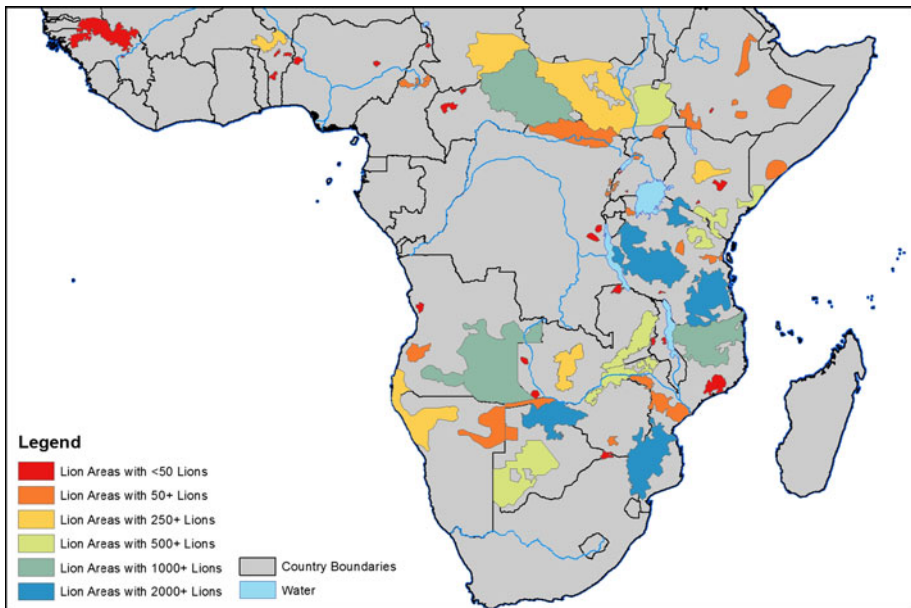 Legend
Lion Areas with <50 Lions
Lion Areas with 50+ Lions
Lion Areas with 250+ Lions
Lion Areas with 500+ Lions
Lion Areas with 1000+ Lions
Lion Areas with 2000+ Lions
Country Boundaries
Water